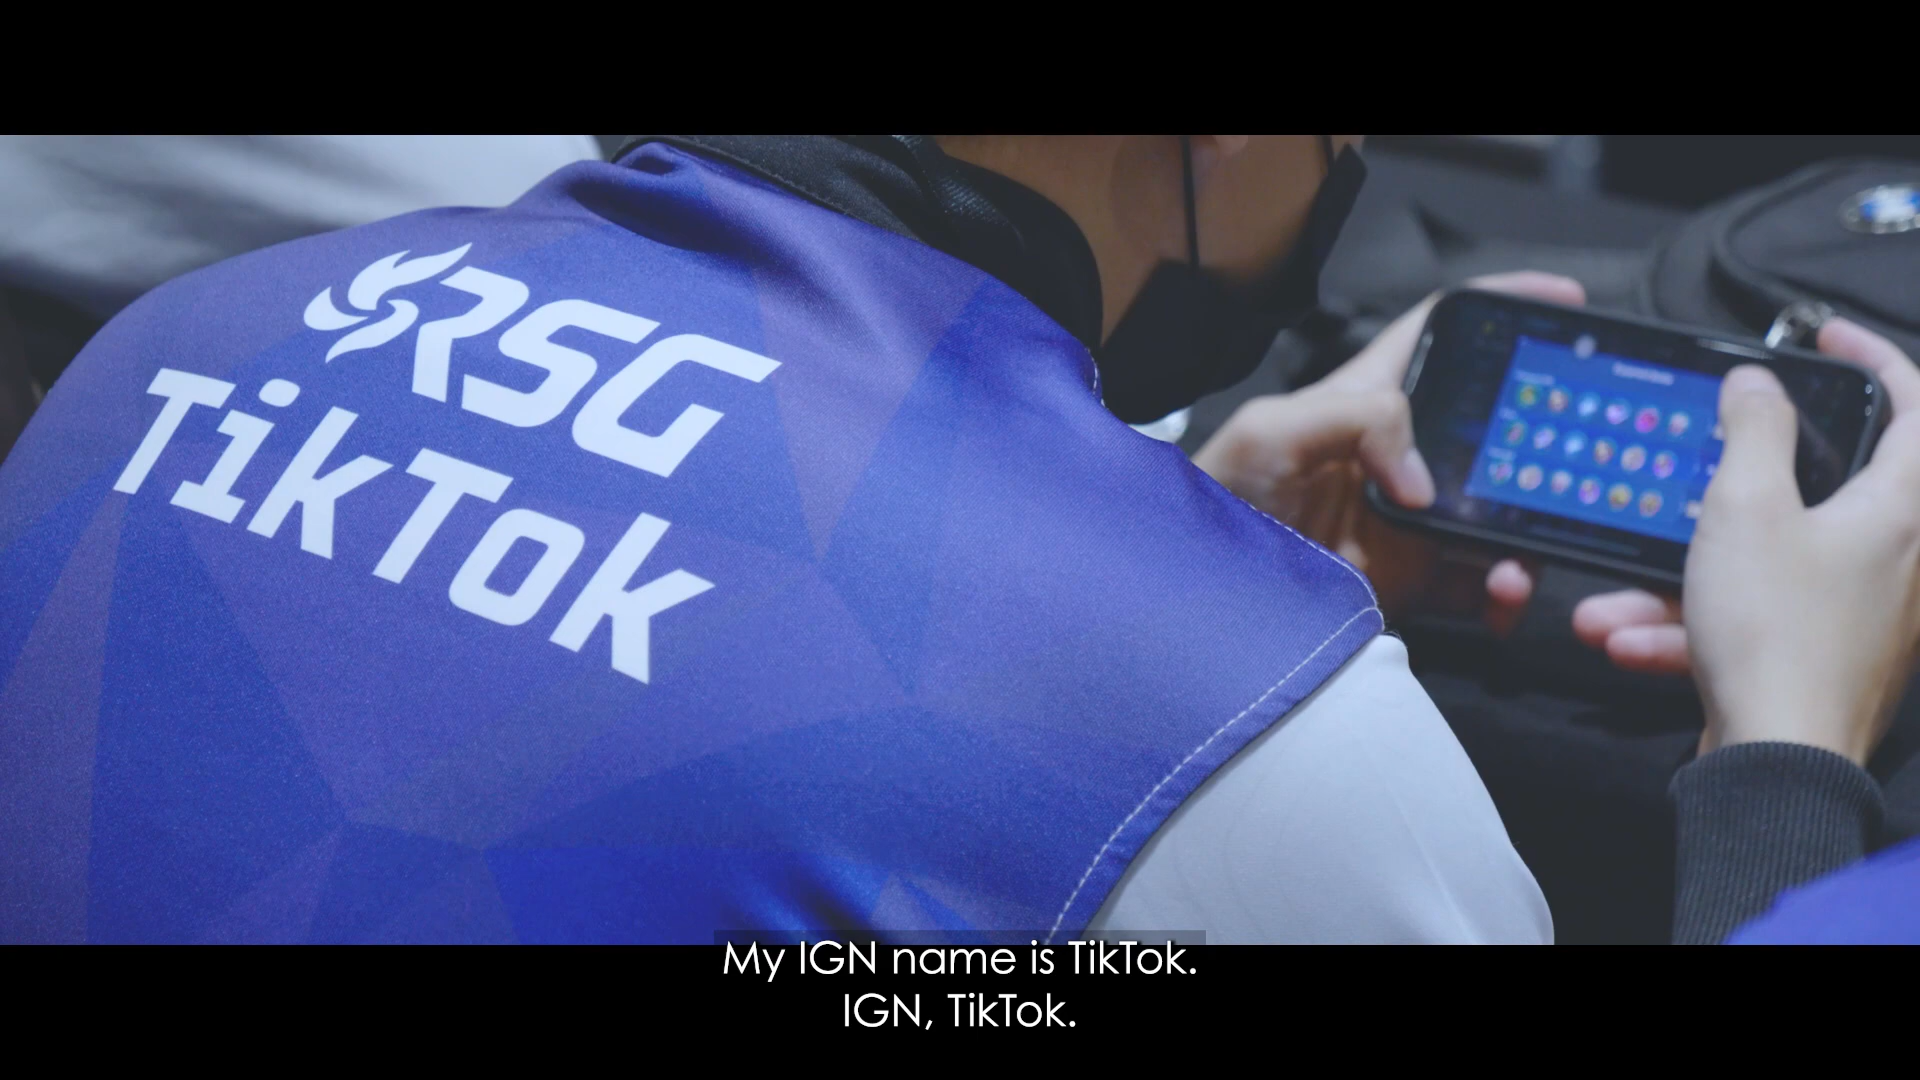 RSG
TikTok
My IGN name is TikTok.
IGN, TikTok.